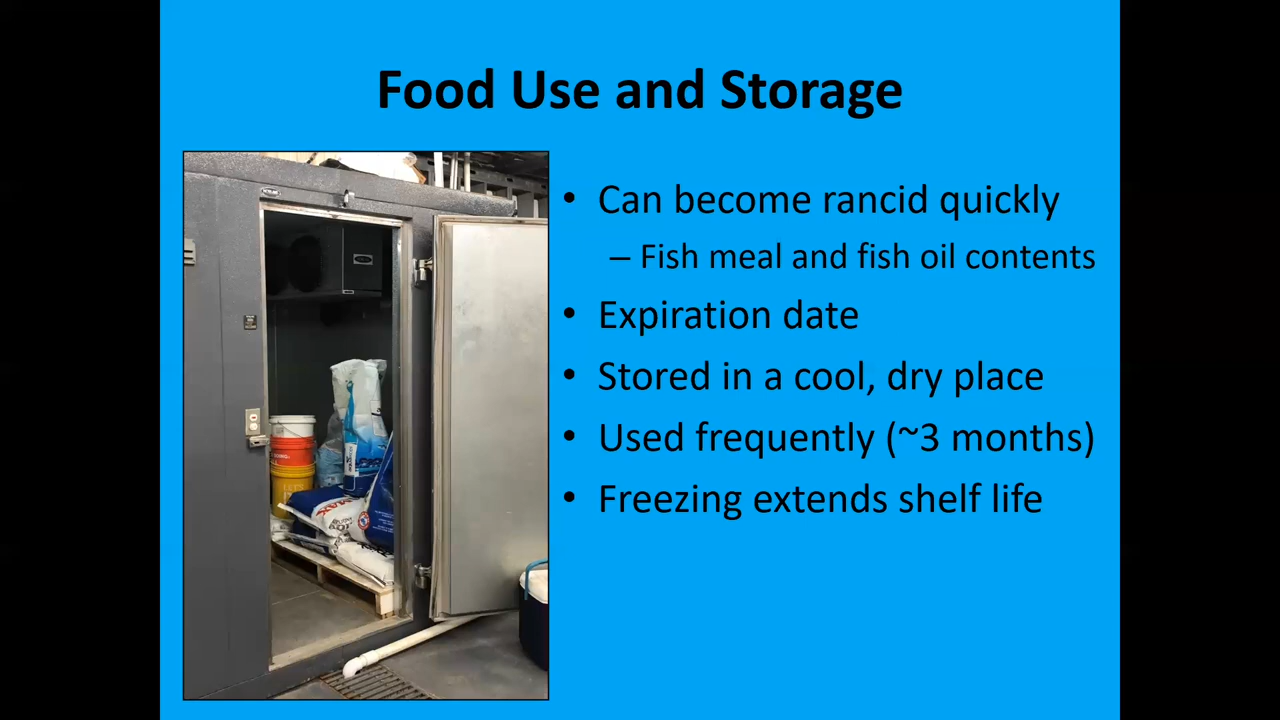 Food Use and Storage
• Can become rancid quickly
– Fish meal and fish oil contents
• Expiration date
• Stored in a cool, dry place
• Used frequently (~3 months)
• Freezing extends shelf life